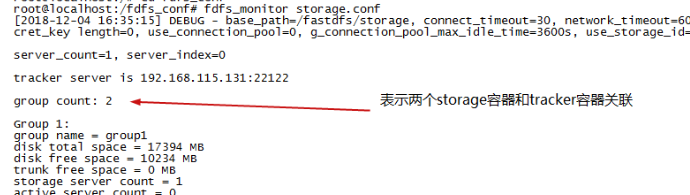 root@localhost:/fdfs_conf# fdfs_monitor storage.conf
[2018-12-04 16:35:15] DEBUG - base_path=/fastdfs/storage, connect_timeout=30, network_timeout=60
cret_key length=0, use_connection_pool=0, g_connection_pool_max_idle_time=3600s, use_storage_id=
server_count=1, server_index=0
tracker server is 192.168.115.131:22122
group count: 2 表示两个storage容器和tracker容器关联
Group 1:
group name = group1
disk total space = 17394 MB
disk free space = 10234 MB
trunk free space = 0 MB
storage server count = 1
active server count = 0